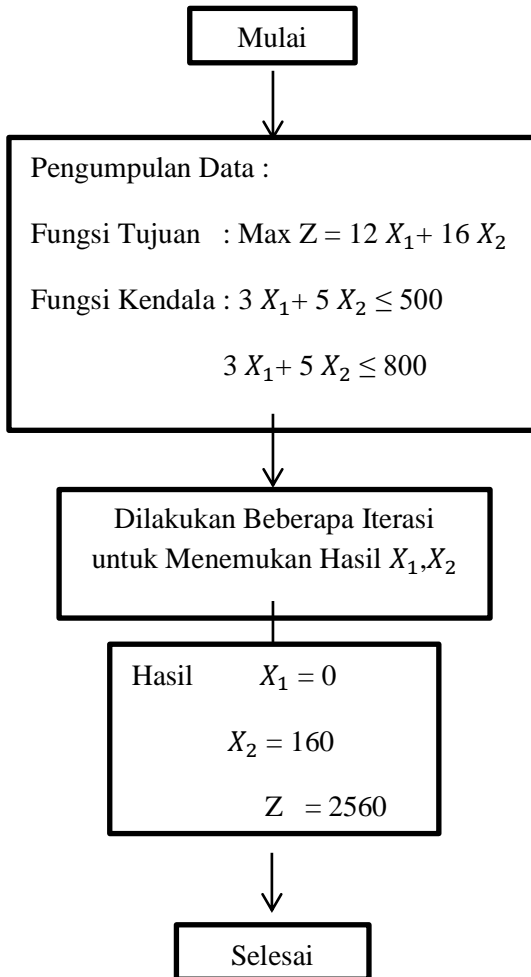 Mulai
Pengumpulan Data :
Fungsi Tujuan : Max Z = 12 𝑋₁+ 16 𝑋₂
Fungsi Kendala : 3 𝑋₁+ 5 𝑋₂ ≤ 500
3 𝑋₁+ 5 𝑋₂ ≤ 800
Dilakukan Beberapa Iterasi
untuk Menemukan Hasil 𝑋₁,𝑋₂
Hasil 𝑋₁ = 0
𝑋₂ = 160
Z = 2560
Selesai